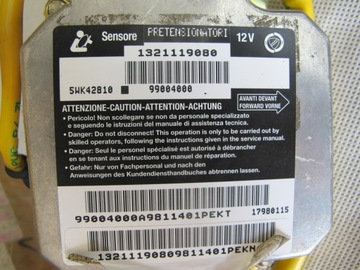 Sensore PRETENSIONATORI 12V
1321119080
5WK42810 99004000
ATTENZIONE-CAUTION-ATTENTION-ACHTUNG
AVANTI DEVANT
FORWARD VORNE
• Pericolo! Non scollegare se non da personale specializzato
e seguendo le istruzioni del manuale di assistenza tecnica.
• Danger: Do not disconnect! This operation is only to be carried out by
skilled operators, following the instructions given in the service manual.
• Danger: Seul le personel spécialisé est autorisé à débrancher
en se tenant aux instructions du manuel de réparation.
• Gefahr: Nur von Fachpersonal und nach den
Anweisungen des Kundendiensthandbuches abtrennen lassen.
99004000A9811401PEKT 17980115
13211190809811401PEKN